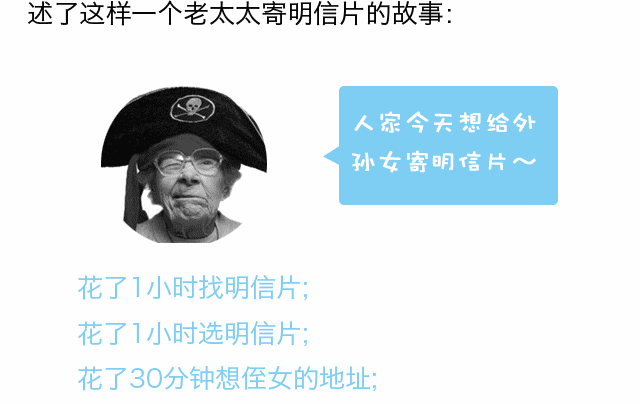 述了这样一个老太太寄明信片的故事：
人家今天想给外
孙女寄明信片～
花了1小时找明信片；
花了1小时选明信片；
花了30分钟想侄女的地址；